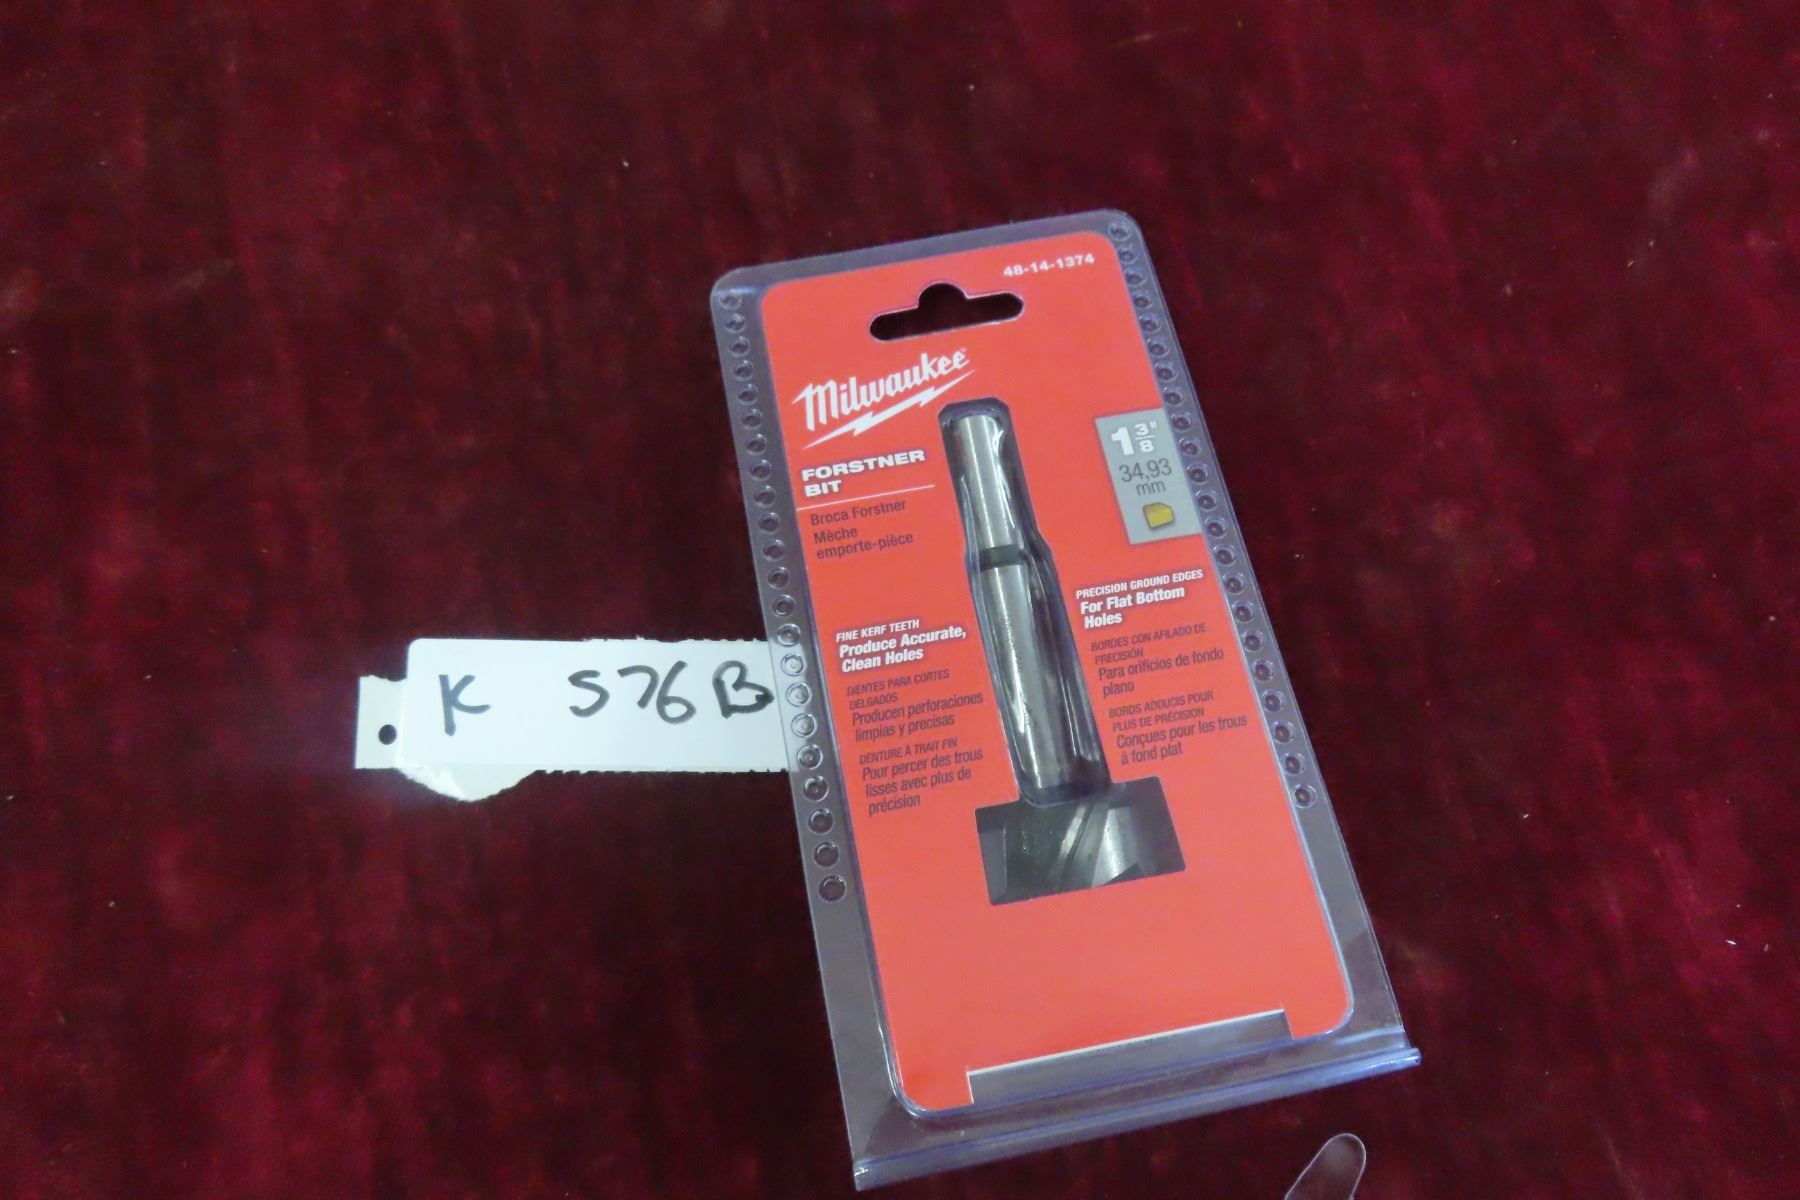 48-14-1374
Milwaukee
FORSTNER
BIT
Broca Forstner
Mèche
emporte-pièce
1 3/8"
34,93
mm
FINE KERF TEETH
Produce Accurate,
Clean Holes
DIENTES PARA CORTES
DELGADOS
Producen perforaciones
limpias y precisas
DENTURE À TRAIT FIN
Pour percer des trous
lisses avec plus de
précision
PRECISION GROUND EDGES
For Flat Bottom
Holes
BORDES CON AFILADO DE
PRECISIÓN
Para orificios de fondo
plano
BORDS ADOUCIS POUR
PLUS DE PRÉCISION
Conçues pour les trous
à fond plat
K 576B